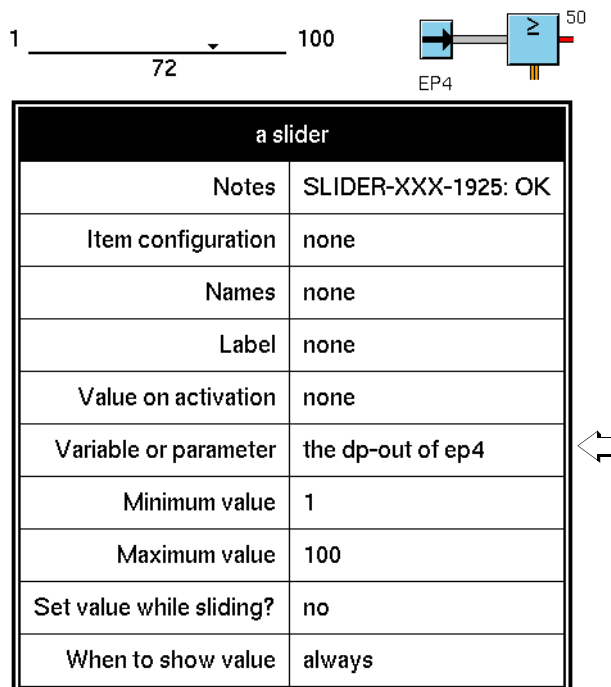 1 100
72
≥ 50
EP4
a slider
Notes SLIDER-XXX-1925: OK
Item configuration none
Names none
Label none
Value on activation none
Variable or parameter the dp-out of ep4
Minimum value 1
Maximum value 100
Set value while sliding? no
When to show value always